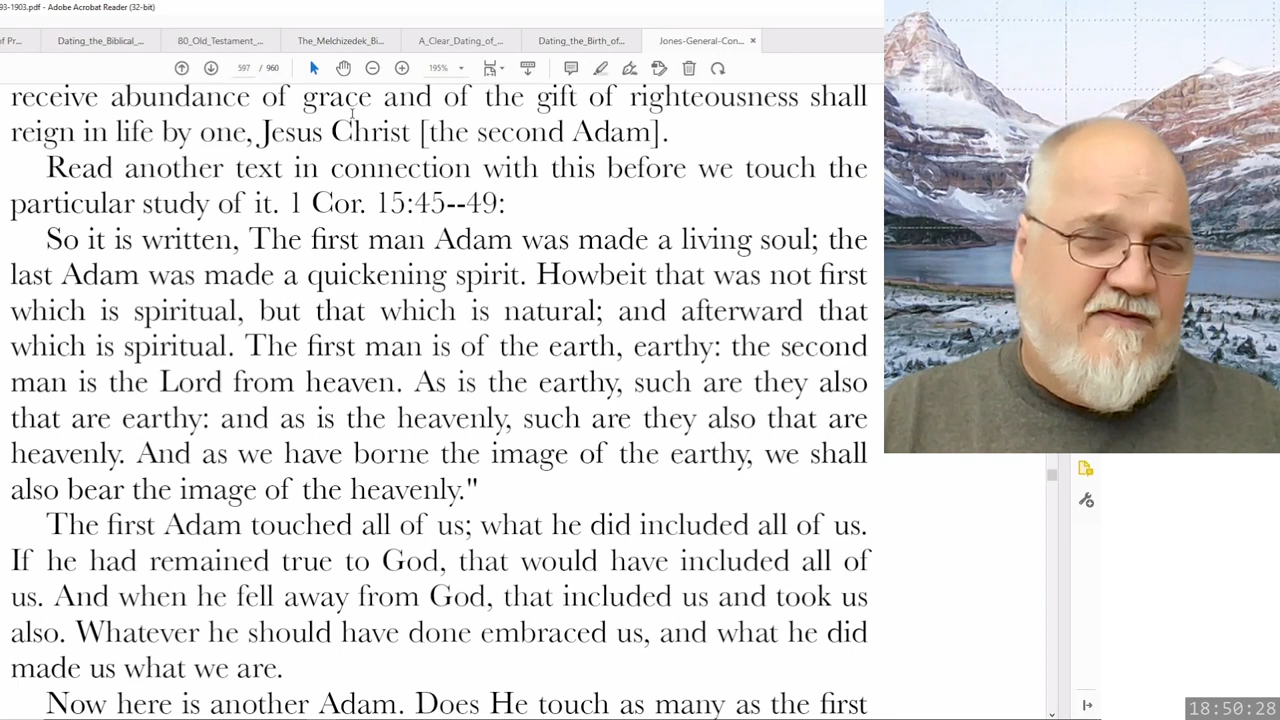 93-1903.pdf - Adobe Acrobat Reader (32-bit)
of Pr...
Dating_the_Biblical_...
80_Old_Testament_...
The_Melchizedek_Bi...
A_Clear_Dating_of_...
Dating_the_Birth_of...
Jones-General-Con...
597 / 960
195%
receive abundance of grace and of the gift of righteousness shall
reign in life by one, Jesus Christ [the second Adam].
Read another text in connection with this before we touch the
particular study of it. 1 Cor. 15:45--49:
So it is written, The first man Adam was made a living soul; the
last Adam was made a quickening spirit. Howbeit that was not first
which is spiritual, but that which is natural; and afterward that
which is spiritual. The first man is of the earth, earthy: the second
man is the Lord from heaven. As is the earthy, such are they also
that are earthy: and as is the heavenly, such are they also that are
heavenly. And as we have borne the image of the earthy, we shall
also bear the image of the heavenly."
The first Adam touched all of us; what he did included all of us.
If he had remained true to God, that would have included all of
us. And when he fell away from God, that included us and took us
also. Whatever he should have done embraced us, and what he did
made us what we are.
Now here is another Adam. Does He touch as many as the first
18:50:28